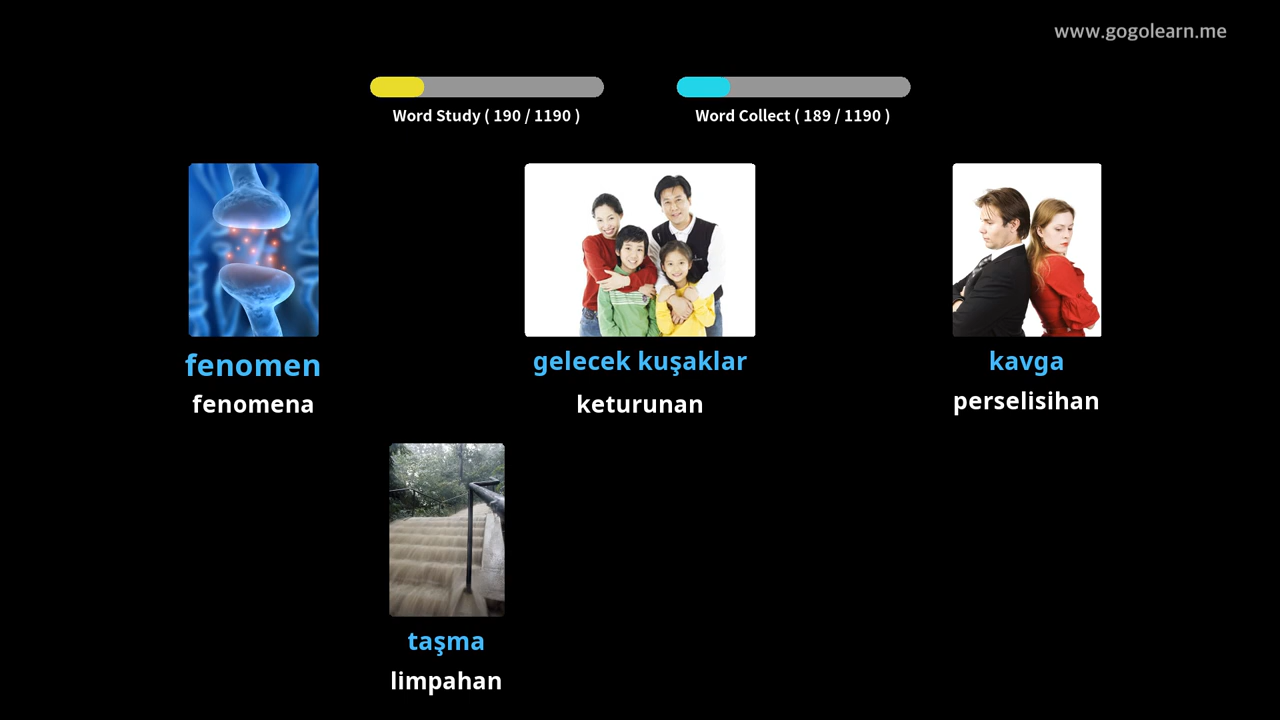 www.gogolearn.me
Word Study ( 190 / 1190 )
Word Collect ( 189 / 1190 )
fenomen
fenomena
gelecek kuşaklar
keturunan
kavga
perselisihan
taşma
limpahan